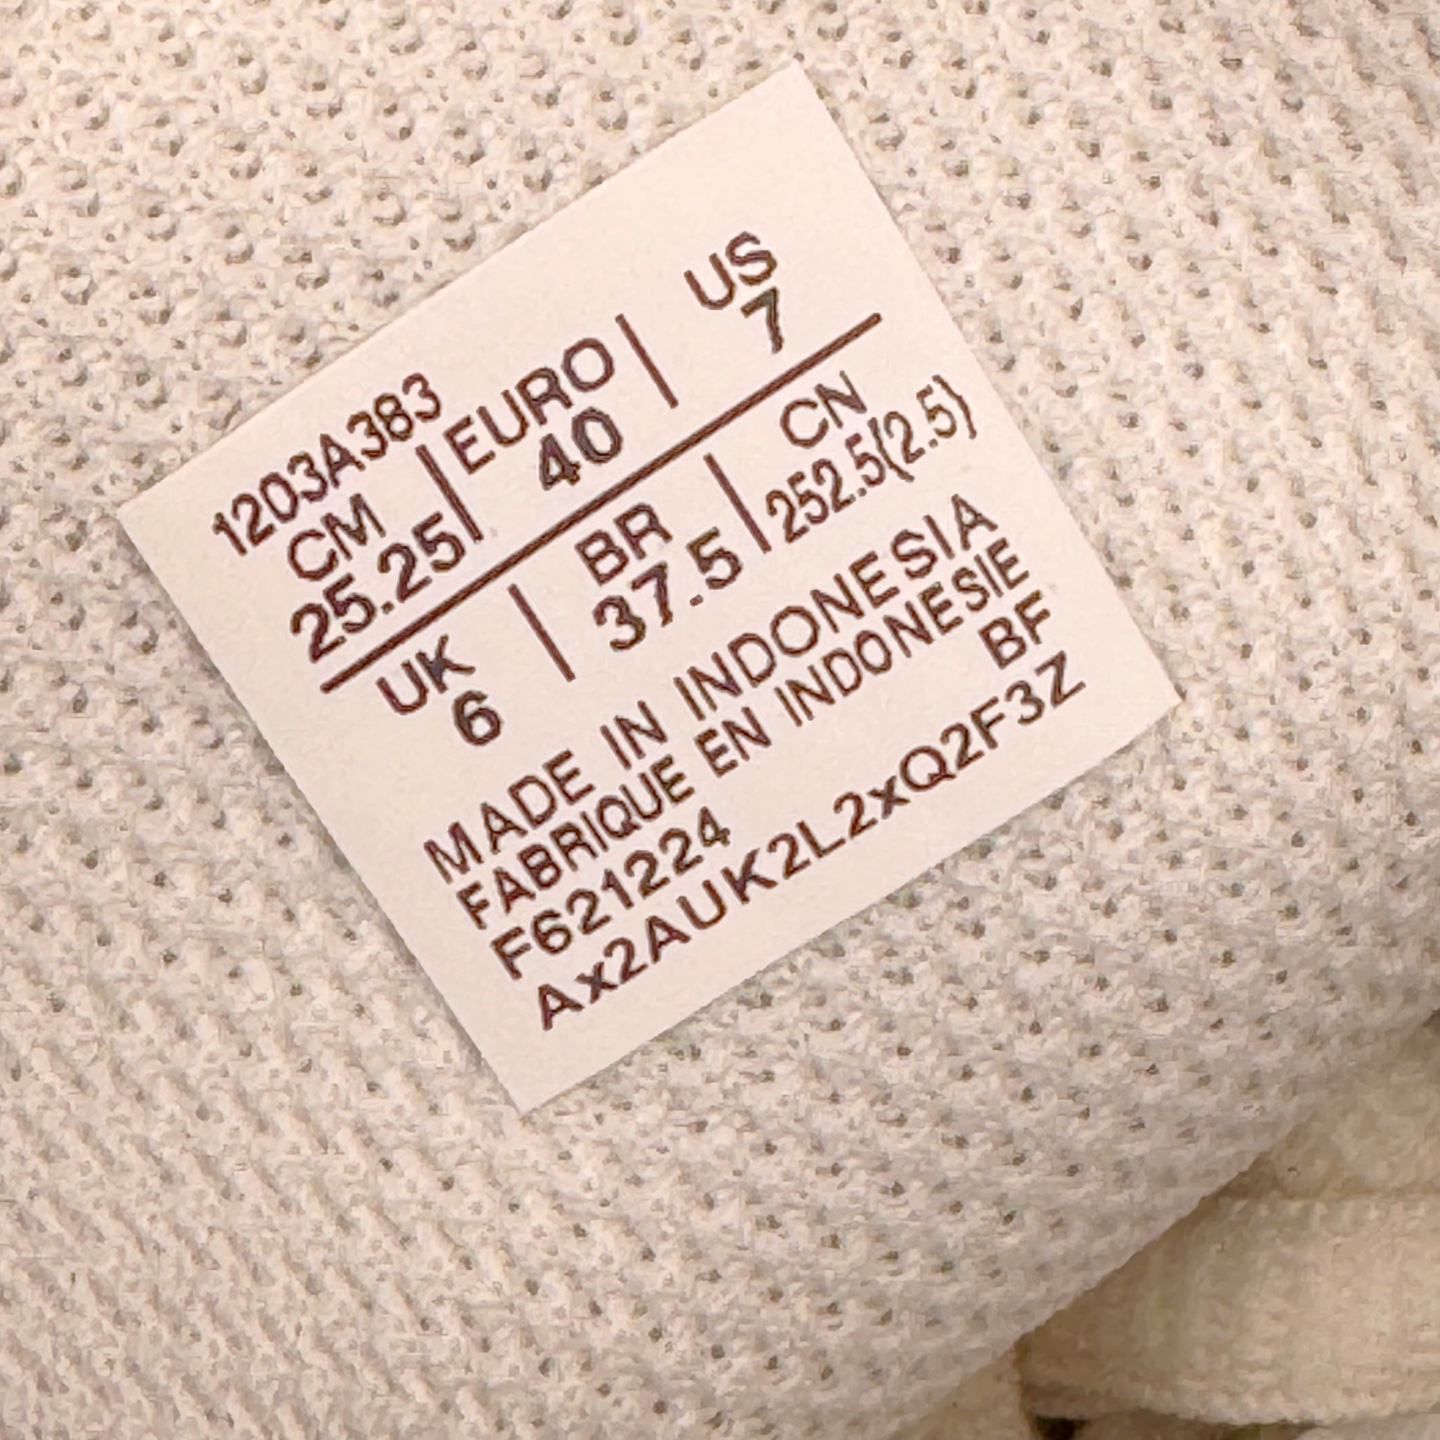 1203A383
CM | EURO | US
25.25 | 40 | 7
UK | BR | CN
6 | 37.5 | 252.5(2.5)
MADE IN INDONESIA
FABRIQUE EN INDONESIE
F621224 BF
Ax2AUK2L2xQ2F3Z